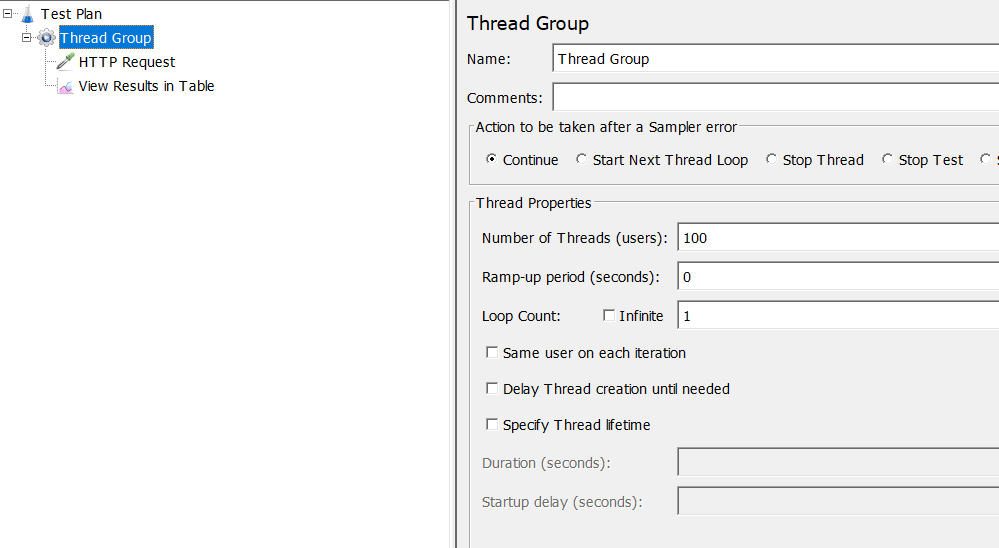 Test Plan
Thread Group
HTTP Request
View Results in Table
Thread Group
Name: Thread Group
Comments:
Action to be taken after a Sampler error
Continue Start Next Thread Loop Stop Thread Stop Test
Thread Properties
Number of Threads (users): 100
Ramp-up period (seconds): 0
Loop Count: Infinite 1
Same user on each iteration
Delay Thread creation until needed
Specify Thread lifetime
Duration (seconds):
Startup delay (seconds):